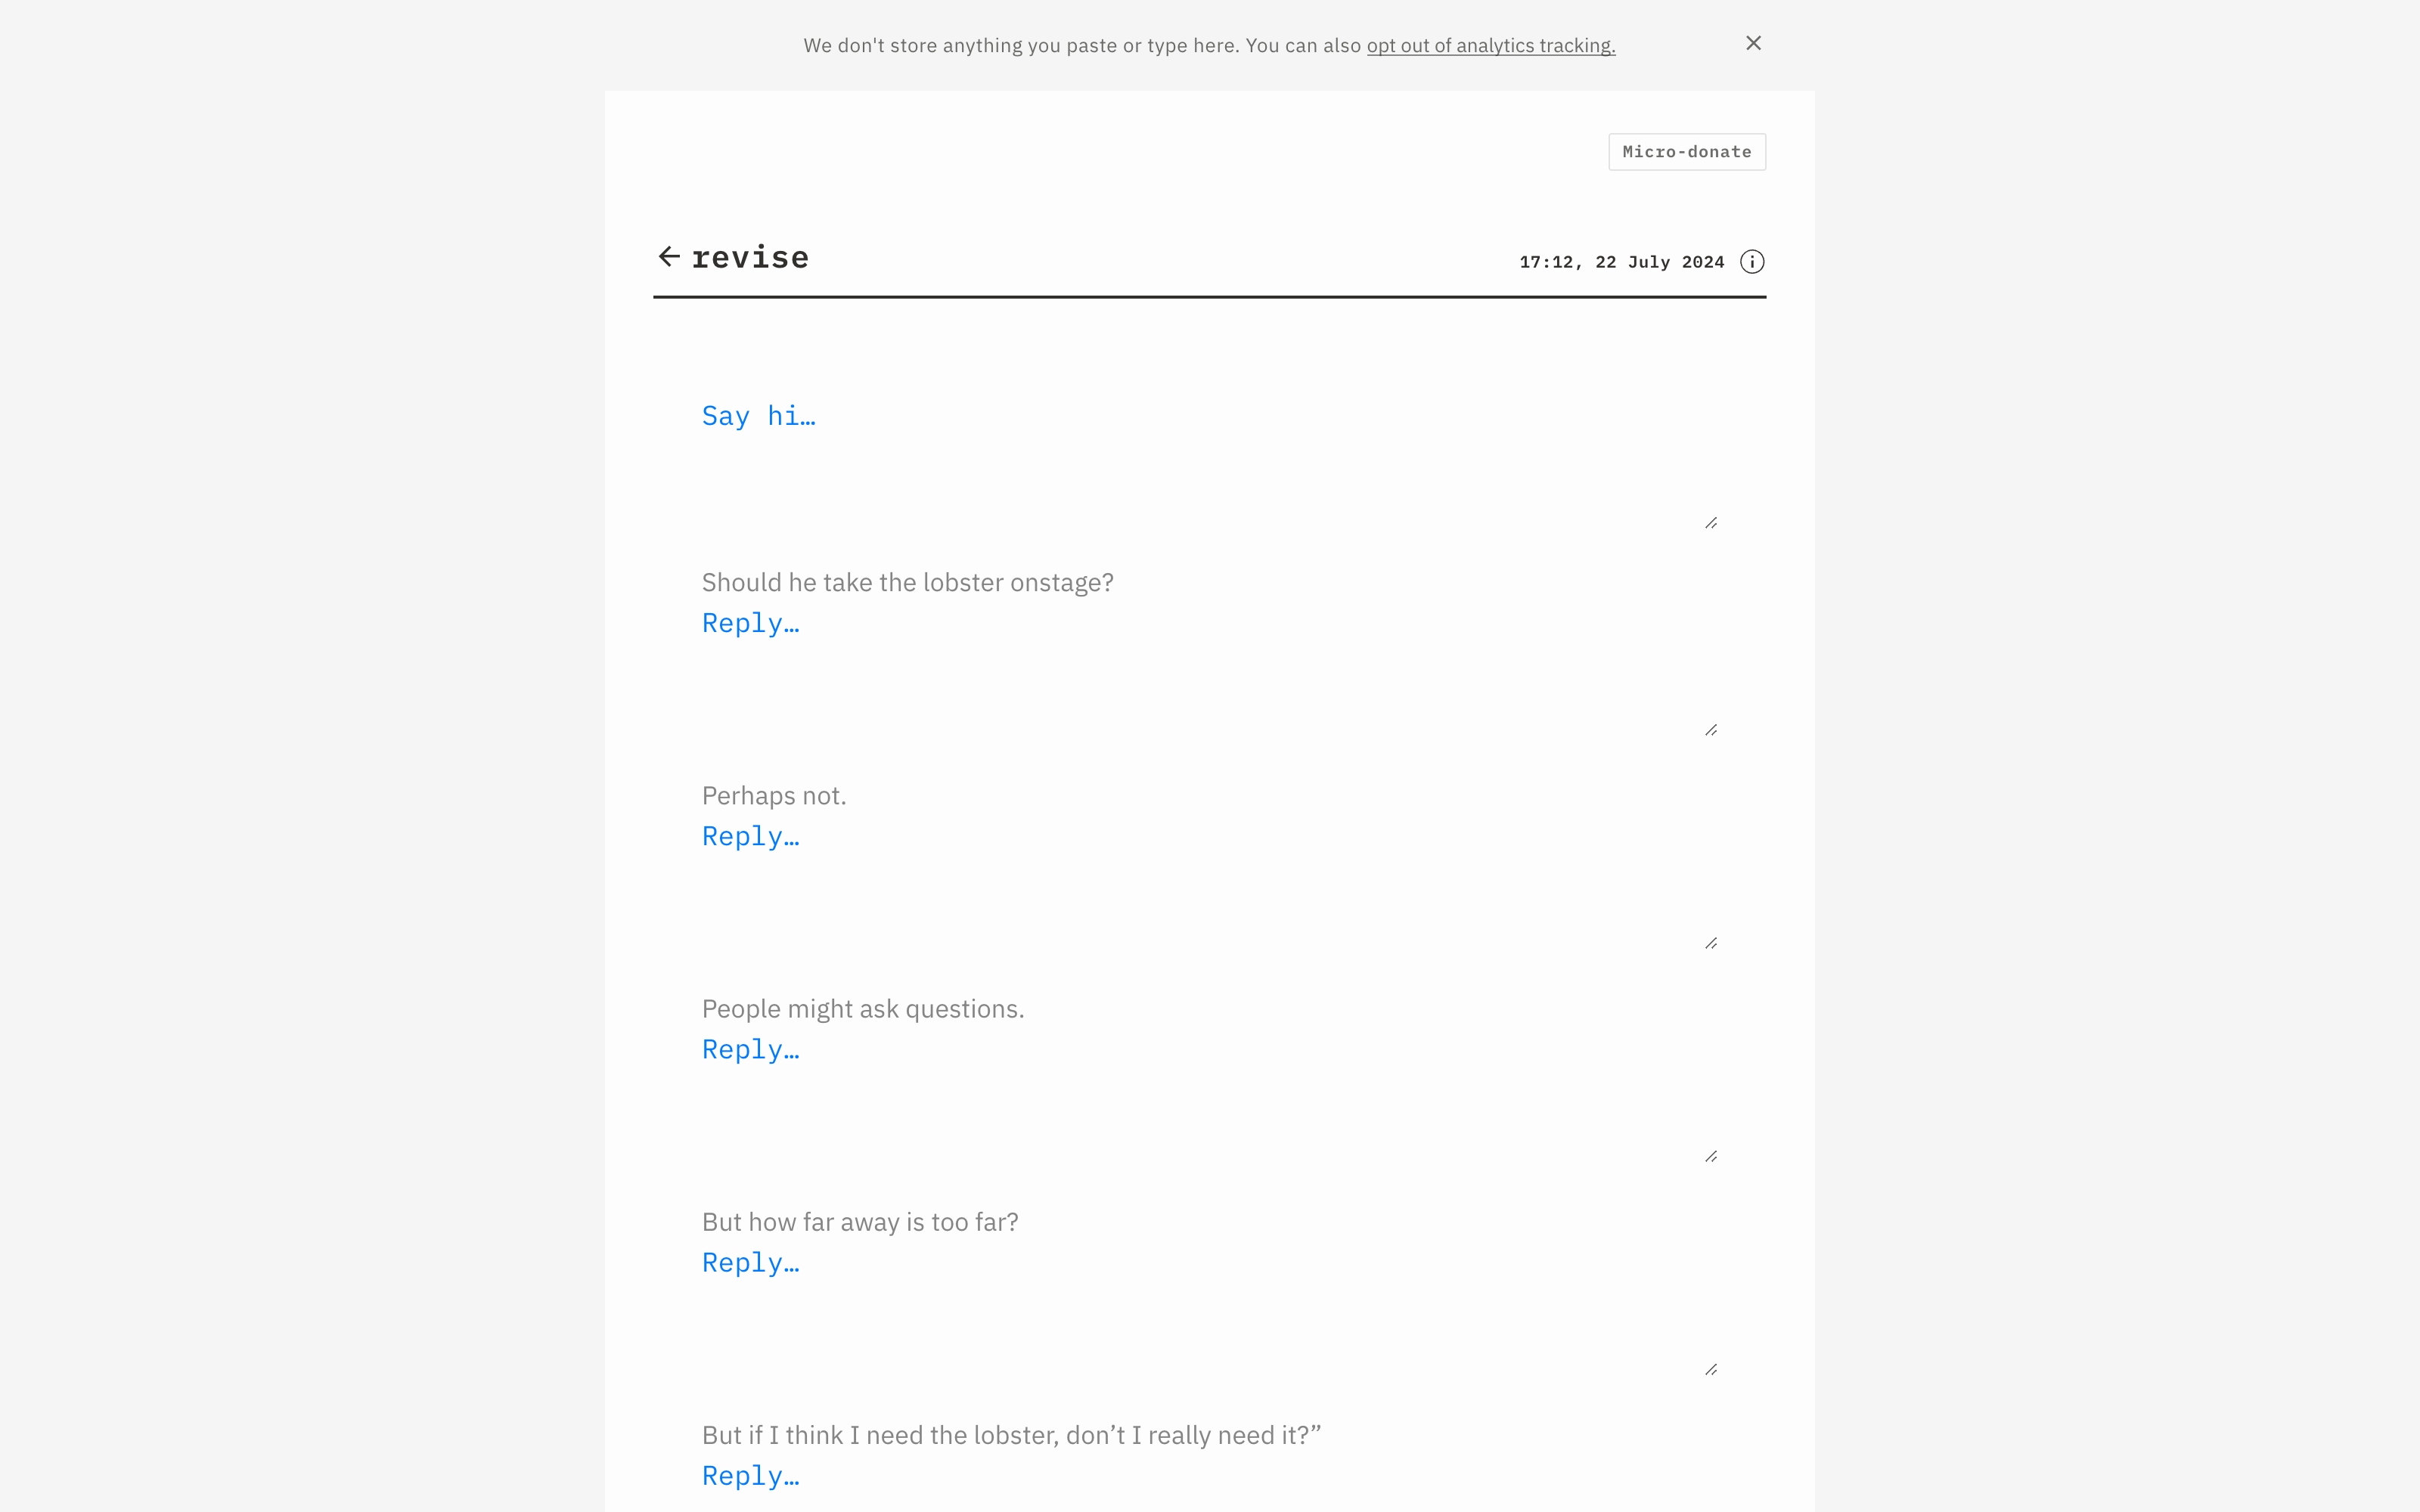 We don't store anything you paste or type here. You can also opt out of analytics tracking.
Micro-donate
revise
17:12, 22 July 2024
Say hi…
Should he take the lobster onstage?
Reply…
Perhaps not.
Reply…
People might ask questions.
Reply…
But how far away is too far?
Reply…
But if I think I need the lobster, don’t I really need it?”
Reply…